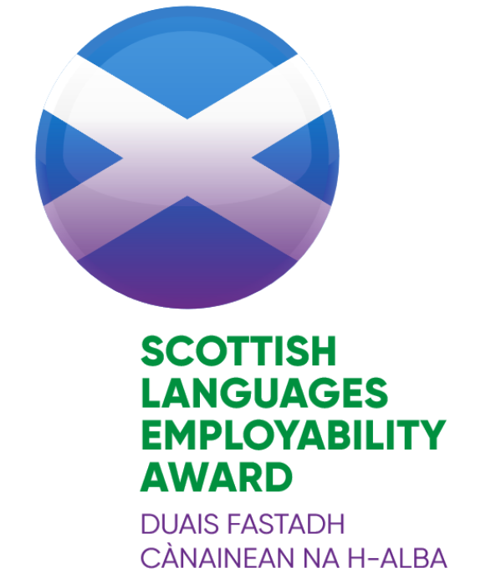 SCOTTISH
LANGUAGES
EMPLOYABILITY
AWARD
DUAIS FASTADH
CÀNAINEAN NA H-ALBA